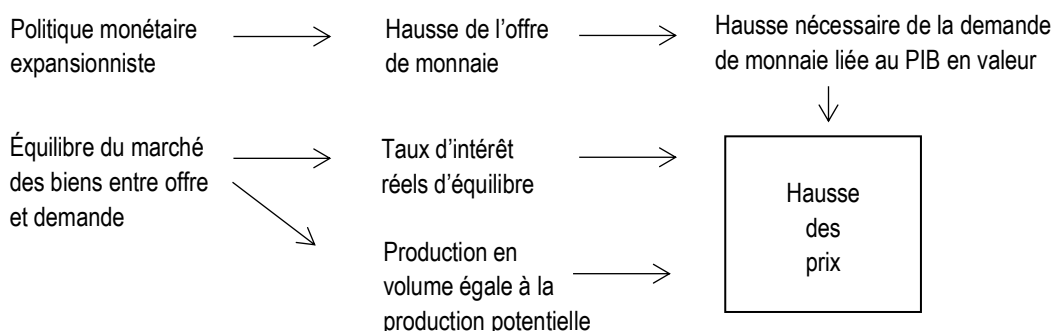 Politique monétaire
expansionniste
Hausse de l’offre
de monnaie
Hausse nécessaire de la demande
de monnaie liée au PIB en valeur
Équilibre du marché
des biens entre offre
et demande
Taux d’intérêt
réels d’équilibre
Production en
volume égale à la
production potentielle
Hausse
des
prix